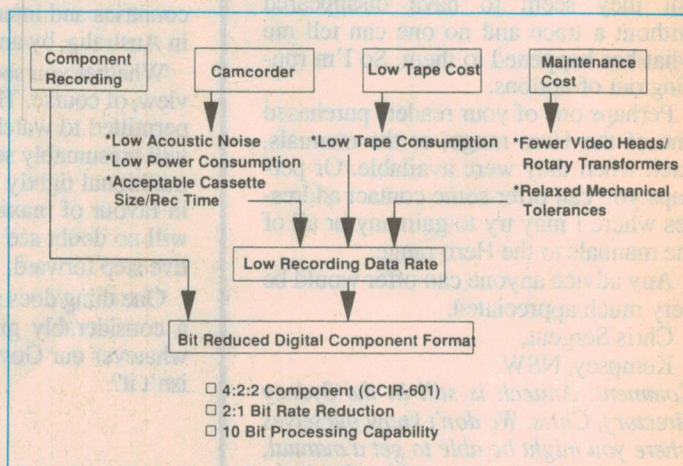 Component
Recording
Camcorder
Low Tape Cost
Maintenance
Cost
*Low Acoustic Noise
*Low Power Consumption
*Acceptable Cassette
Size/Rec Time
*Low Tape Consumption
*Fewer Video Heads/
Rotary Transformers
*Relaxed Mechanical
Tolerances
Low Recording Data Rate
Bit Reduced Digital Component Format
□ 4:2:2 Component (CCIR-601)
□ 2:1 Bit Rate Reduction
□ 10 Bit Processing Capability